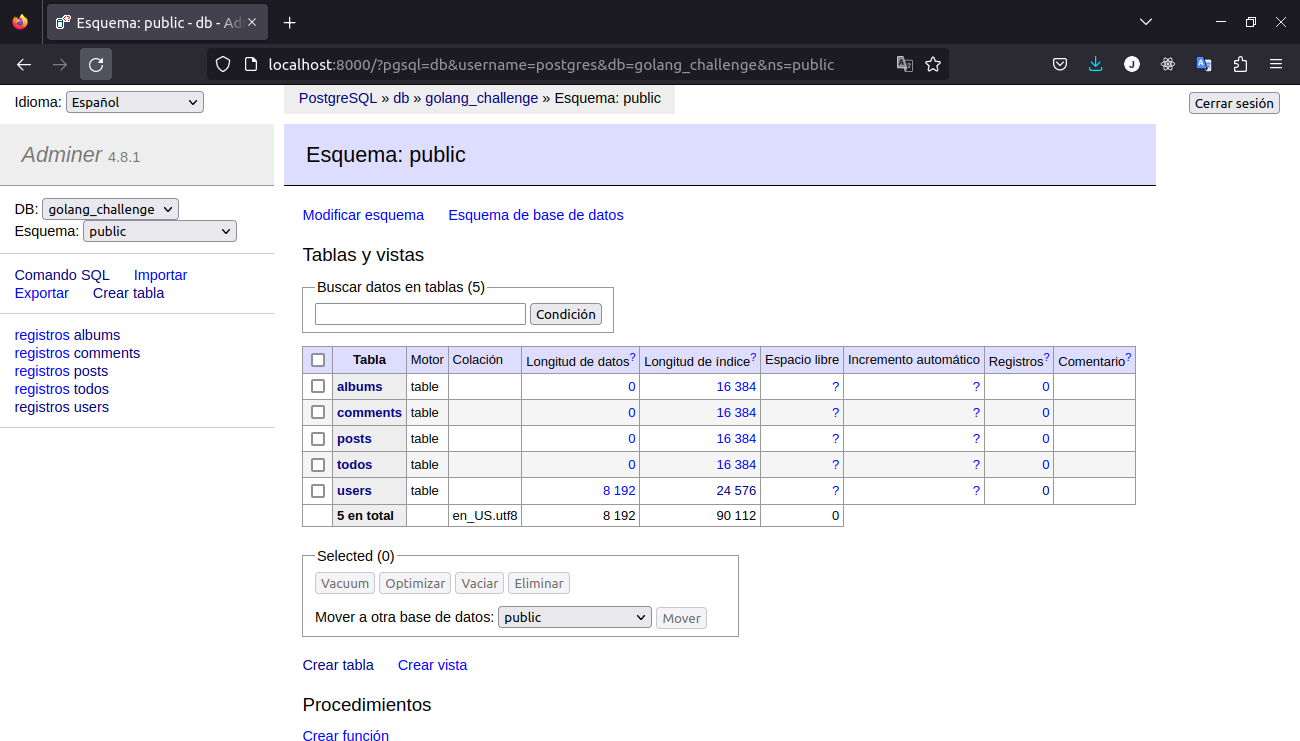 Esquema: public - db - Ad
localhost:8000/?pgsql=db&username=postgres&db=golang_challenge&ns=public
Idioma: Español
PostgreSQL » db » golang_challenge » Esquema: public
Cerrar sesión
Adminer 4.8.1
Esquema: public
DB: golang_challenge
Esquema: public
Comando SQL Importar
Exportar Crear tabla
registros albums
registros comments
registros posts
registros todos
registros users
Modificar esquema Esquema de base de datos
Tablas y vistas
Buscar datos en tablas (5)
Condición
Tabla Motor Colación Longitud de datos? Longitud de índice? Espacio libre Incremento automático Registros? Comentario?
albums table 0 16 384 ? ? 0
comments table 0 16 384 ? ? 0
posts table 0 16 384 ? ? 0
todos table 0 16 384 ? ? 0
users table 8 192 24 576 ? ? 0
5 en total en_US.utf8 8 192 90 112 0
Selected (0)
Vacuum Optimizar Vaciar Eliminar
Mover a otra base de datos: public Mover
Crear tabla Crear vista
Procedimientos
Crear función